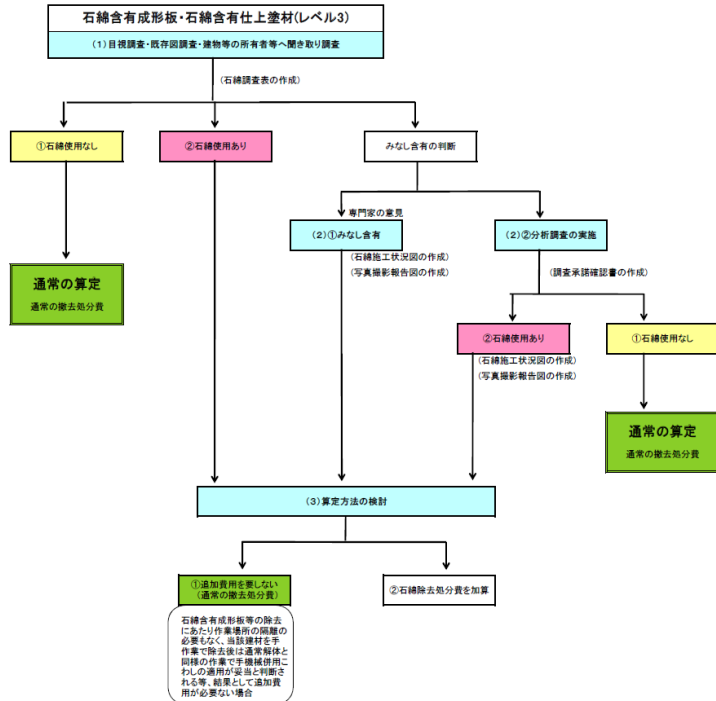 石綿含有成形板・石綿含有仕上塗材(レベル3)
(1)目視調査・既存図調査・建物等の所有者等へ聞き取り調査
(石綿調査表の作成)
①石綿使用なし
②石綿使用あり
みなし含有の判断
専門家の意見
(2)①みなし含有
(2)②分析調査の実施
(石綿施工状況図の作成)
(写真撮影報告図の作成)
(調査承諾確認書の作成)
通常の算定
通常の撤去処分費
②石綿使用あり
①石綿使用なし
(石綿施工状況図の作成)
(写真撮影報告図の作成)
通常の算定
通常の撤去処分費
(3)算定方法の検討
①追加費用を要しない
(通常の撤去処分費)
②石綿除去処分費を加算
石綿含有成形板等の除去
にあたり作業場所の隔離の
必要もなく、当該建材を手
作業で除去後は通常解体と
同様の作業で手機械併用こ
わしの適用が妥当と判断さ
れる等、結果として追加費
用が必要ない場合